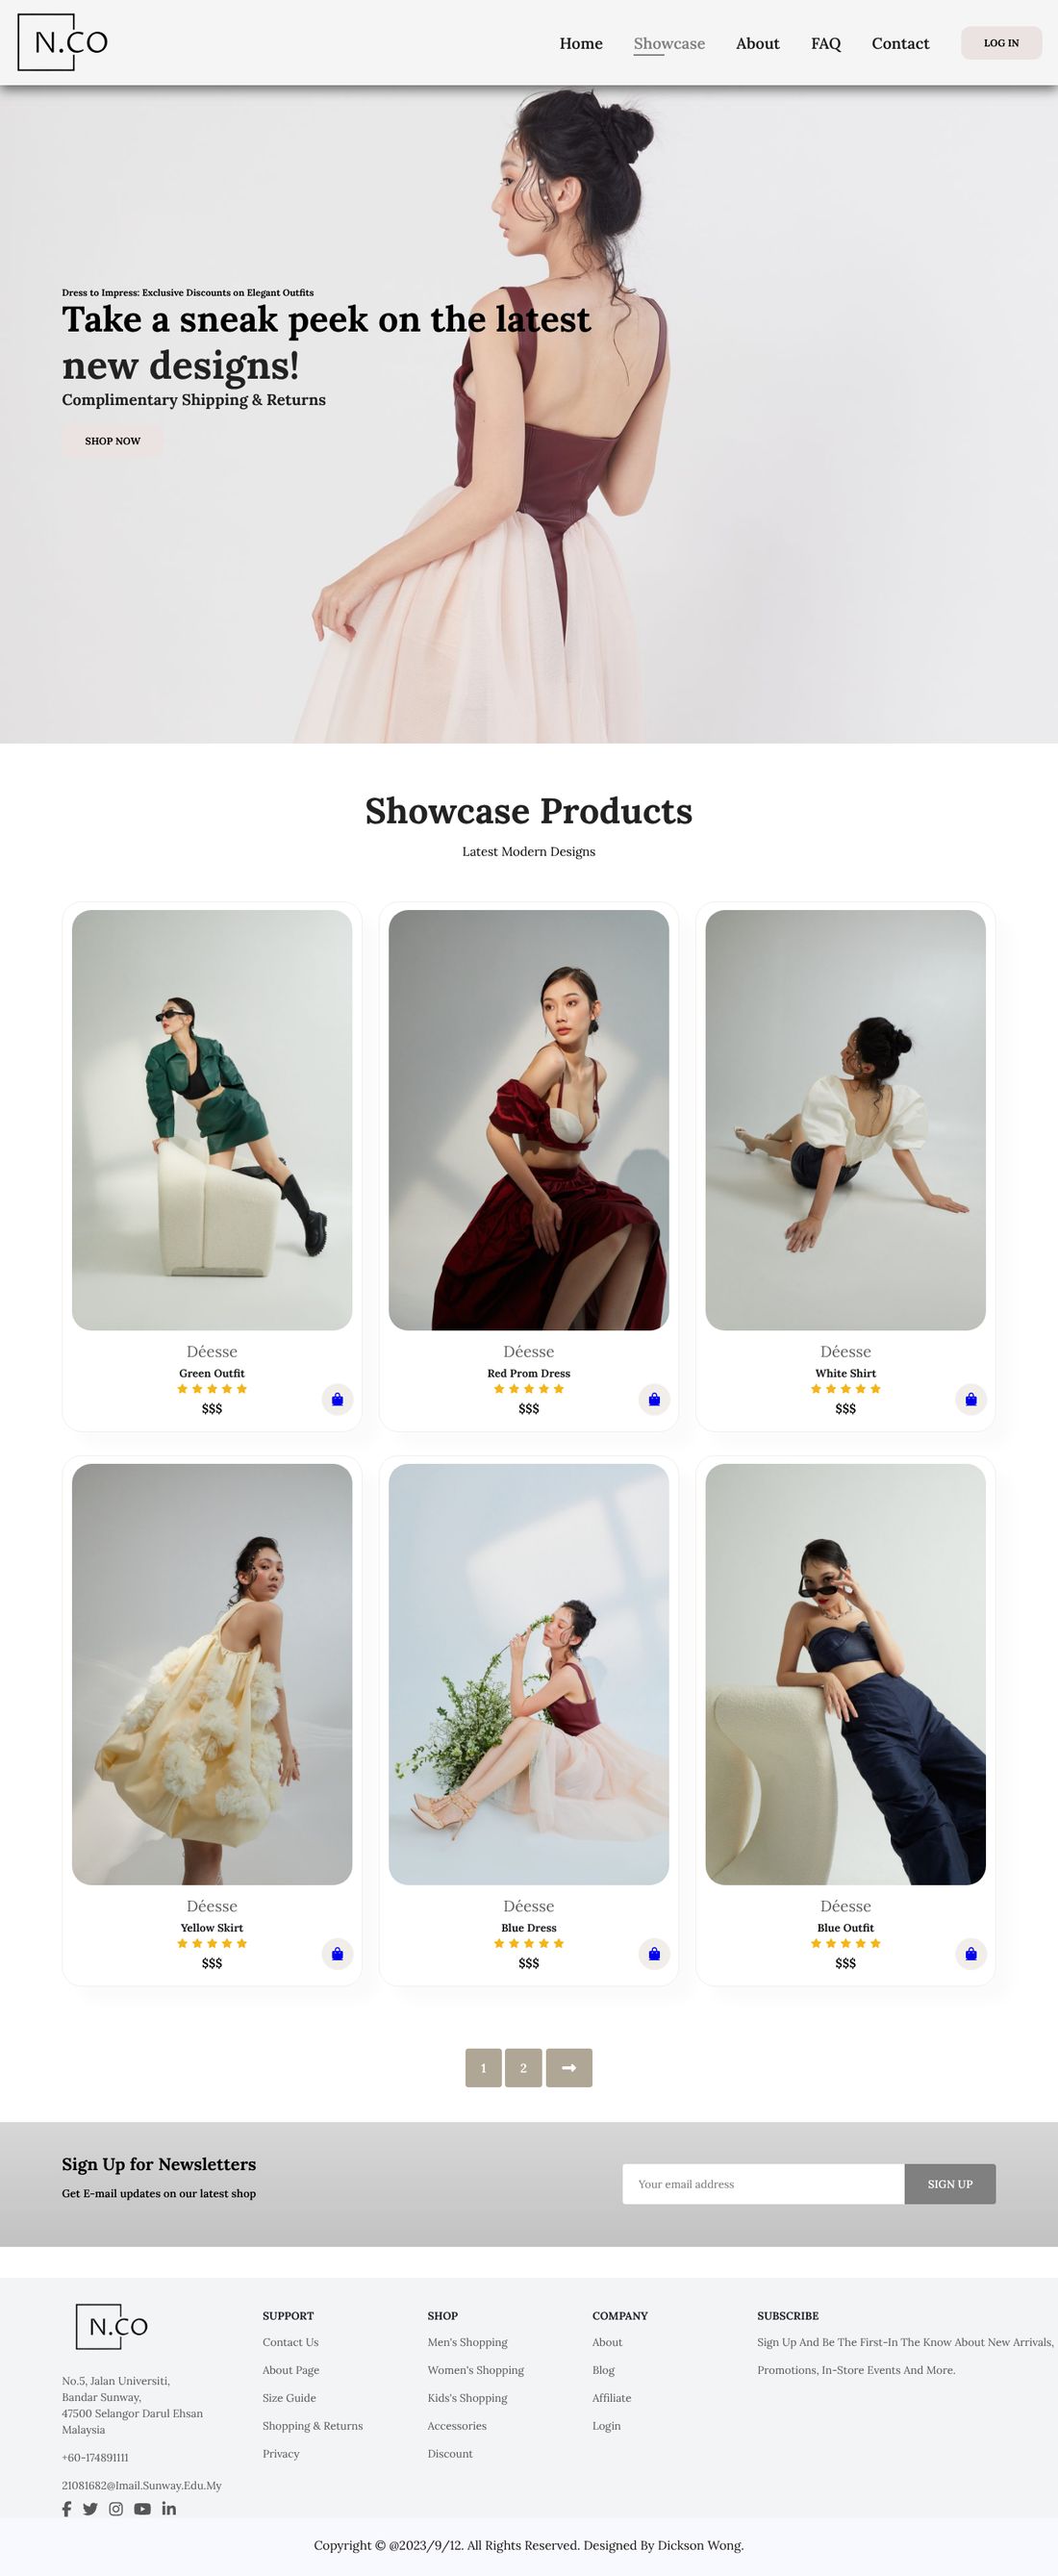 N.CO
Home Showcase About FAQ Contact LOG IN
Dress to Impress: Exclusive Discounts on Elegant Outfits
Take a sneak peek on the latest
new designs!
Complimentary Shipping & Returns
SHOP NOW
Showcase Products
Latest Modern Designs
Déesse
Green Outfit
$$$
Déesse
Red Prom Dress
$$$
Déesse
White Shirt
$$$
Déesse
Yellow Skirt
$$$
Déesse
Blue Dress
$$$
Déesse
Blue Outfit
$$$
1 2
Sign Up for Newsletters
Get E-mail updates on our latest shop
Your email address SIGN UP
N.CO
No.5, Jalan Universiti,
Bandar Sunway,
47500 Selangor Darul Ehsan
Malaysia
+60-174891111
21081682@Imail.Sunway.Edu.My
SUPPORT
Contact Us
About Page
Size Guide
Shopping & Returns
Privacy
SHOP
Men's Shopping
Women's Shopping
Kids's Shopping
Accessories
Discount
COMPANY
About
Blog
Affiliate
Login
SUBSCRIBE
Sign Up And Be The First-In The Know About New Arrivals,
Promotions, In-Store Events And More.
Copyright © @2023/9/12. All Rights Reserved. Designed By Dickson Wong.